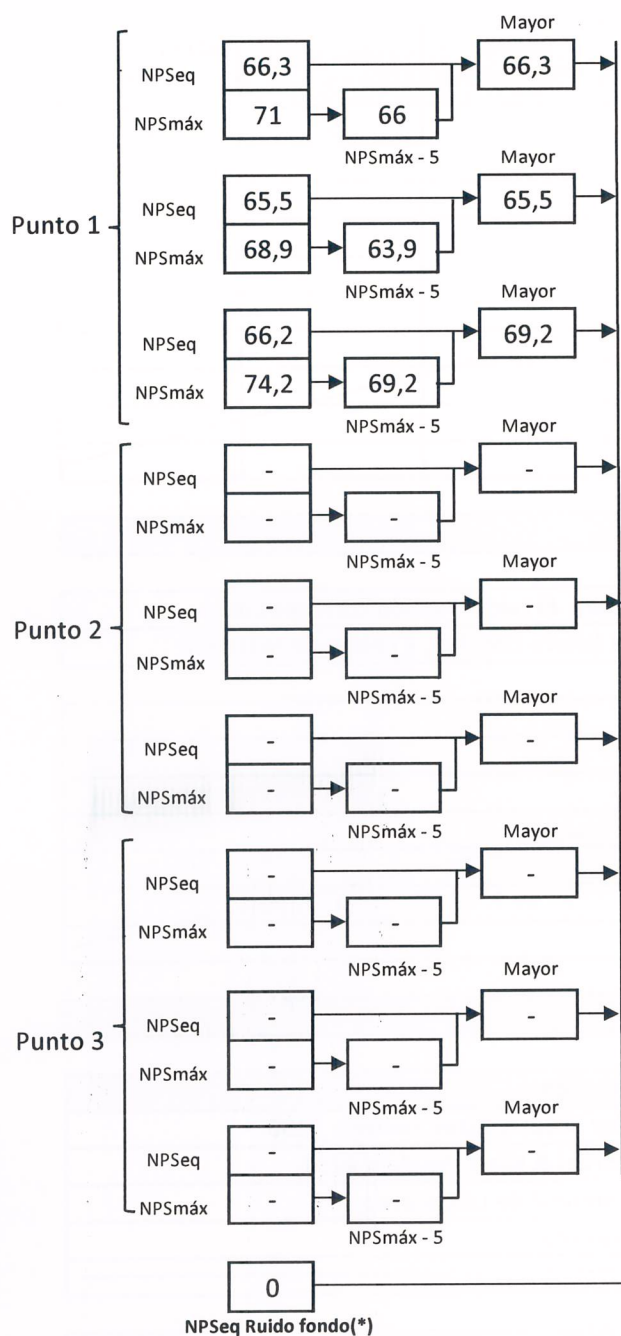 Mayor
NPSeq 66,3 66,3
NPSmáx 71 66
NPSmáx - 5
Mayor
NPSeq 65,5 65,5
Punto 1
NPSmáx 68,9 63,9
NPSmáx - 5
Mayor
NPSeq 66,2 69,2
NPSmáx 74,2 69,2
NPSmáx - 5
Mayor
NPSeq - -
NPSmáx - -
NPSmáx - 5
Mayor
NPSeq - -
Punto 2
NPSmáx - -
NPSmáx - 5
Mayor
NPSeq - -
NPSmáx - -
NPSmáx - 5
Mayor
NPSeq - -
NPSmáx - -
NPSmáx - 5
Mayor
NPSeq - -
Punto 3
NPSmáx - -
NPSmáx - 5
Mayor
NPSeq - -
NPSmáx - -
NPSmáx - 5
0
NPSeq Ruido fondo(*)